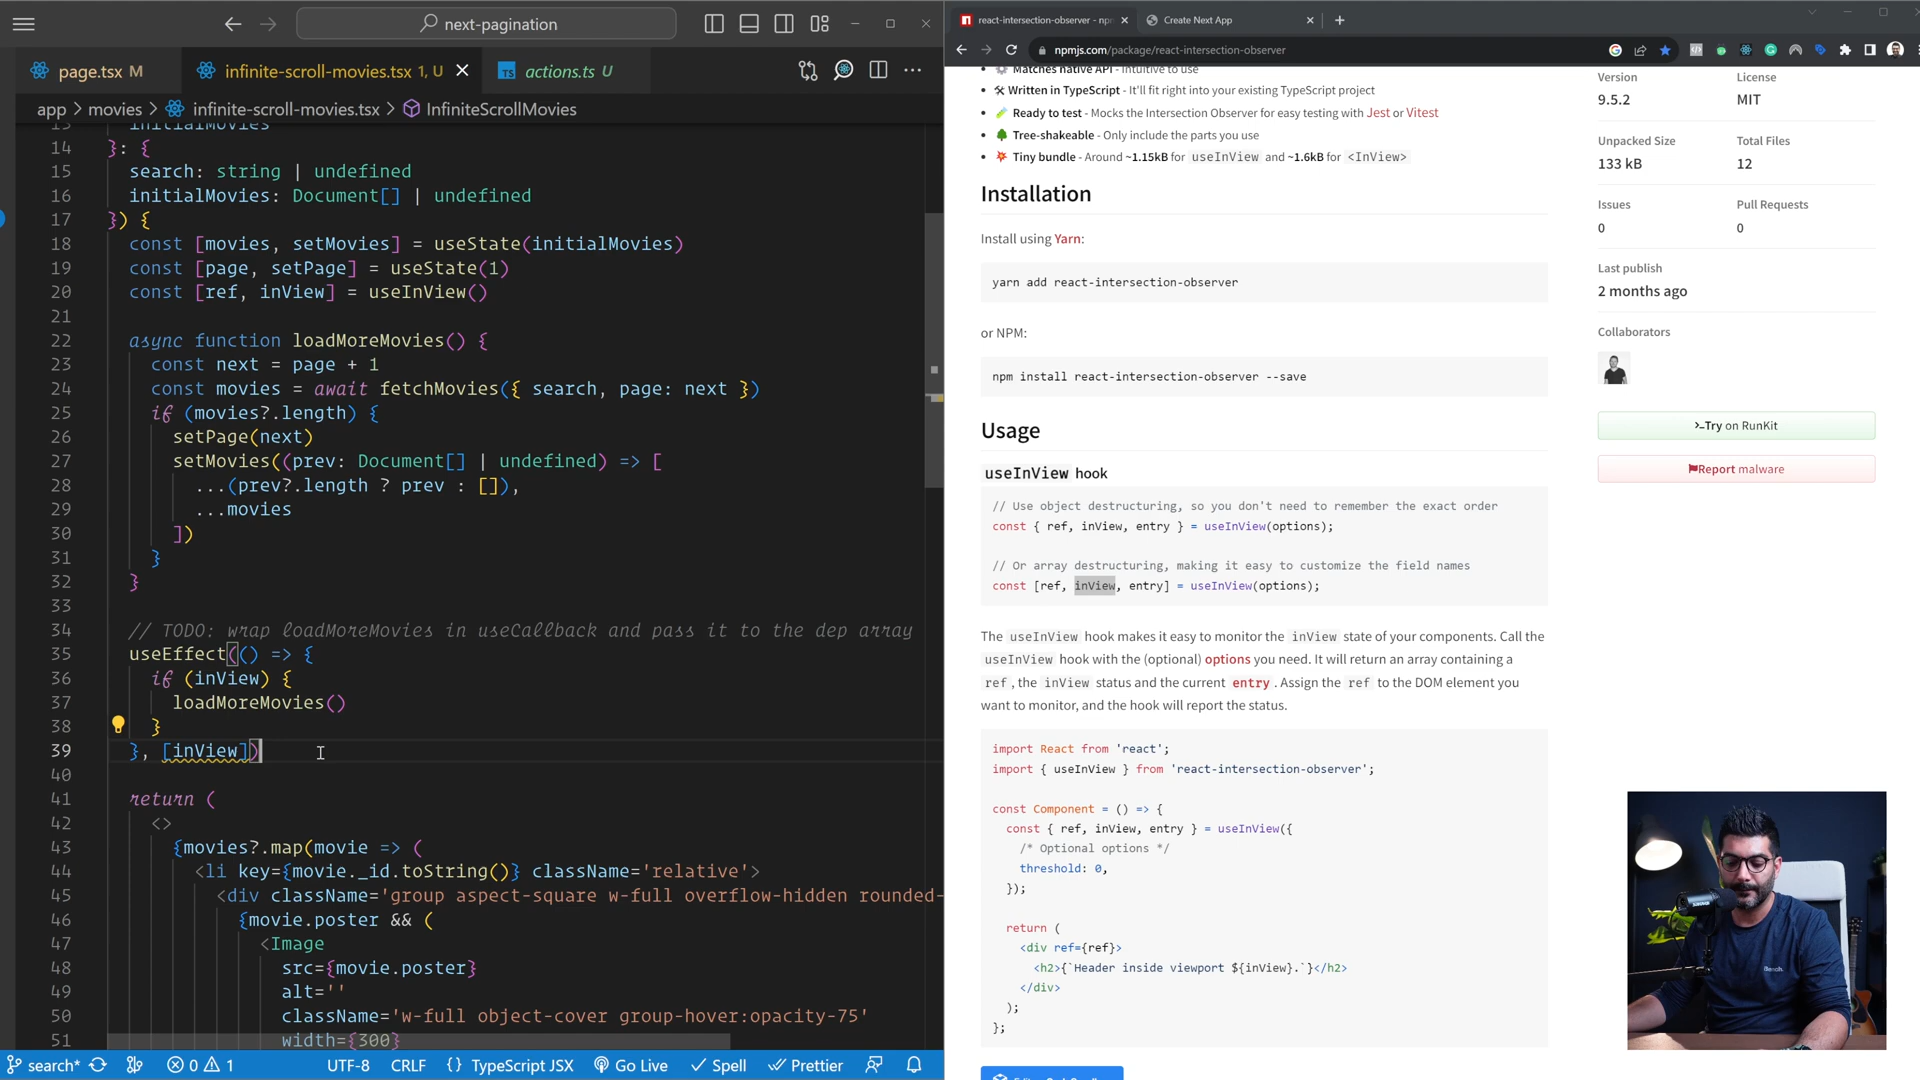 next-pagination
page.tsx M
infinite-scroll-movies.tsx 1, U
actions.ts U
app > movies > infinite-scroll-movies.tsx > InfiniteScrollMovies
13 initialMovies
14 }: {
15 search: string | undefined
16 initialMovies: Document[] | undefined
17 }) {
18 const [movies, setMovies] = useState(initialMovies)
19 const [page, setPage] = useState(1)
20 const [ref, inView] = useInView()
21
22 async function loadMoreMovies() {
23 const next = page + 1
24 const movies = await fetchMovies({ search, page: next })
25 if (movies?.length) {
26 setPage(next)
27 setMovies((prev: Document[] | undefined) => [
28 ...(prev?.length ? prev : []),
29 ...movies
30 ])
31 }
32 }
33
34 // TODO: wrap loadMoreMovies in useCallback and pass it to the dep array
35 useEffect(() => {
36 if (inView) {
37 loadMoreMovies()
38 }
39 }, [inView])
40
41 return (
42 <>
43 {movies?.map(movie => (
44 <li key={movie._id.toString()} className='relative'>
45 <div className='group aspect-square w-full overflow-hidden rounded-
46 {movie.poster && (
47 <Image
48 src={movie.poster}
49 alt=''
50 className='w-full object-cover group-hover:opacity-75'
51 width={300}
search* 0 1 UTF-8 CRLF {} TypeScript JSX Go Live Spell Prettier
react-intersection-observer - npm
Create Next App
npmjs.com/package/react-intersection-observer
Matches native API - Intuitive to use
Written in TypeScript - It'll fit right into your existing TypeScript project
Ready to test - Mocks the Intersection Observer for easy testing with Jest or Vitest
Tree-shakeable - Only include the parts you use
Tiny bundle - Around ~1.15kB for useInView and ~1.6kB for <InView>
Installation
Install using Yarn:
yarn add react-intersection-observer
or NPM:
npm install react-intersection-observer --save
Usage
useInView hook
// Use object destructuring, so you don't need to remember the exact order
const { ref, inView, entry } = useInView(options);
// Or array destructuring, making it easy to customize the field names
const [ref, inView, entry] = useInView(options);
The useInView hook makes it easy to monitor the inView state of your components. Call the
useInView hook with the (optional) options you need. It will return an array containing a
ref, the inView status and the current entry. Assign the ref to the DOM element you
want to monitor, and the hook will report the status.
import React from 'react';
import { useInView } from 'react-intersection-observer';
const Component = () => {
const { ref, inView, entry } = useInView({
/* Optional options */
threshold: 0,
});
return (
<div ref={ref}>
<h2>{`Header inside viewport ${inView}.`}</h2>
</div>
);
};
Version
License
9.5.2
MIT
Unpacked Size
Total Files
133 kB
12
Issues
Pull Requests
0
0
Last publish
2 months ago
Collaborators
Try on RunKit
Report malware